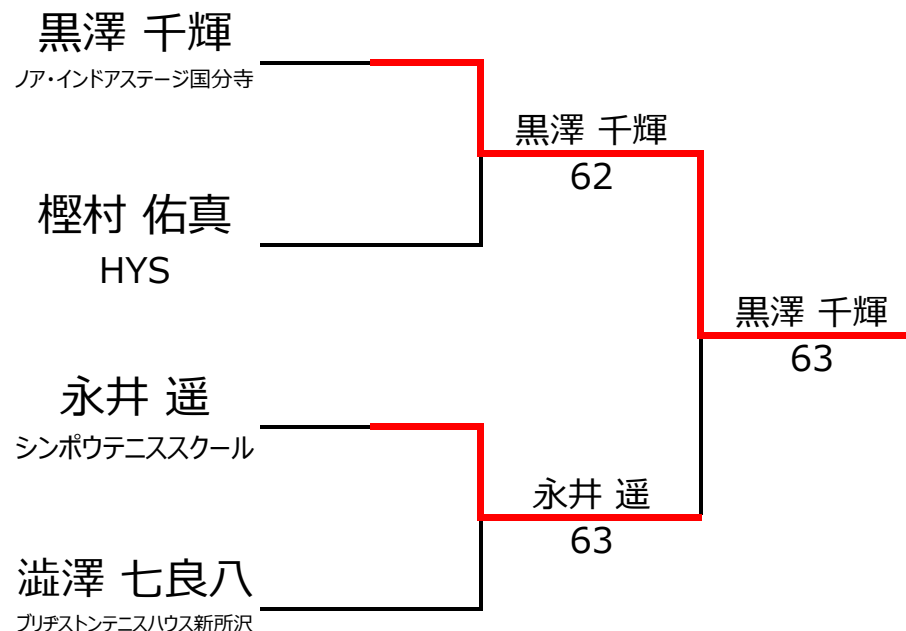 黒澤 千輝
ノア・インドアステージ国分寺
樫村 佑真
HYS
永井 遥
シンポウテニススクール
澁澤 七良八
ブリヂストンテニスハウス新所沢
黒澤 千輝
62
永井 遥
63
黒澤 千輝
63